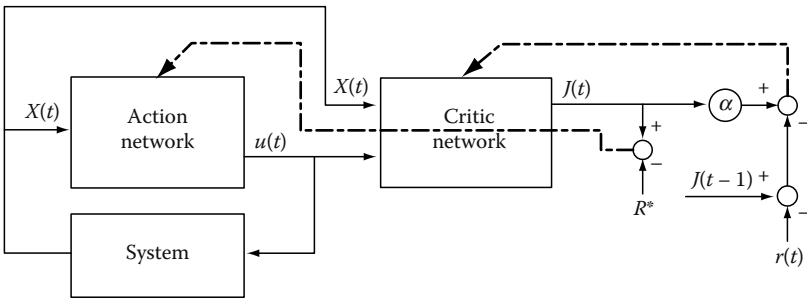 X(t)
Action
network
u(t)
System
X(t)
Critic
network
J(t)
α
+
−
+
−
R*
J(t − 1)
+
−
r(t)